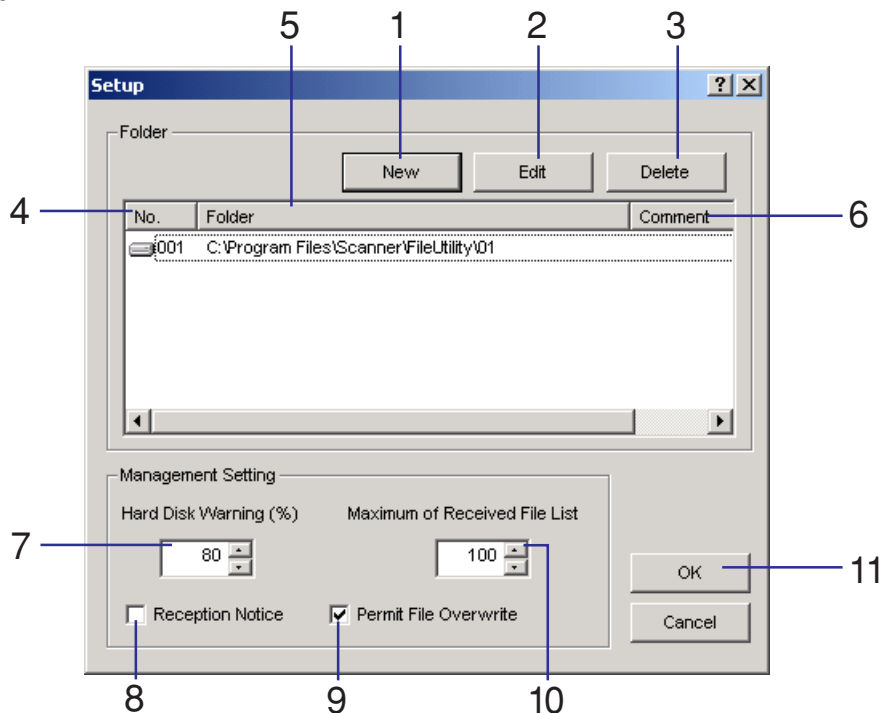 5 1 2 3
Setup
Folder
New Edit Delete
4 6
No. Folder Comment
001 C:\Program Files\Scanner\FileUtility\01
Management Setting
Hard Disk Warning (%) Maximum of Received File List
7 80 100
OK 11
Reception Notice Permit File Overwrite
Cancel
8 9 10